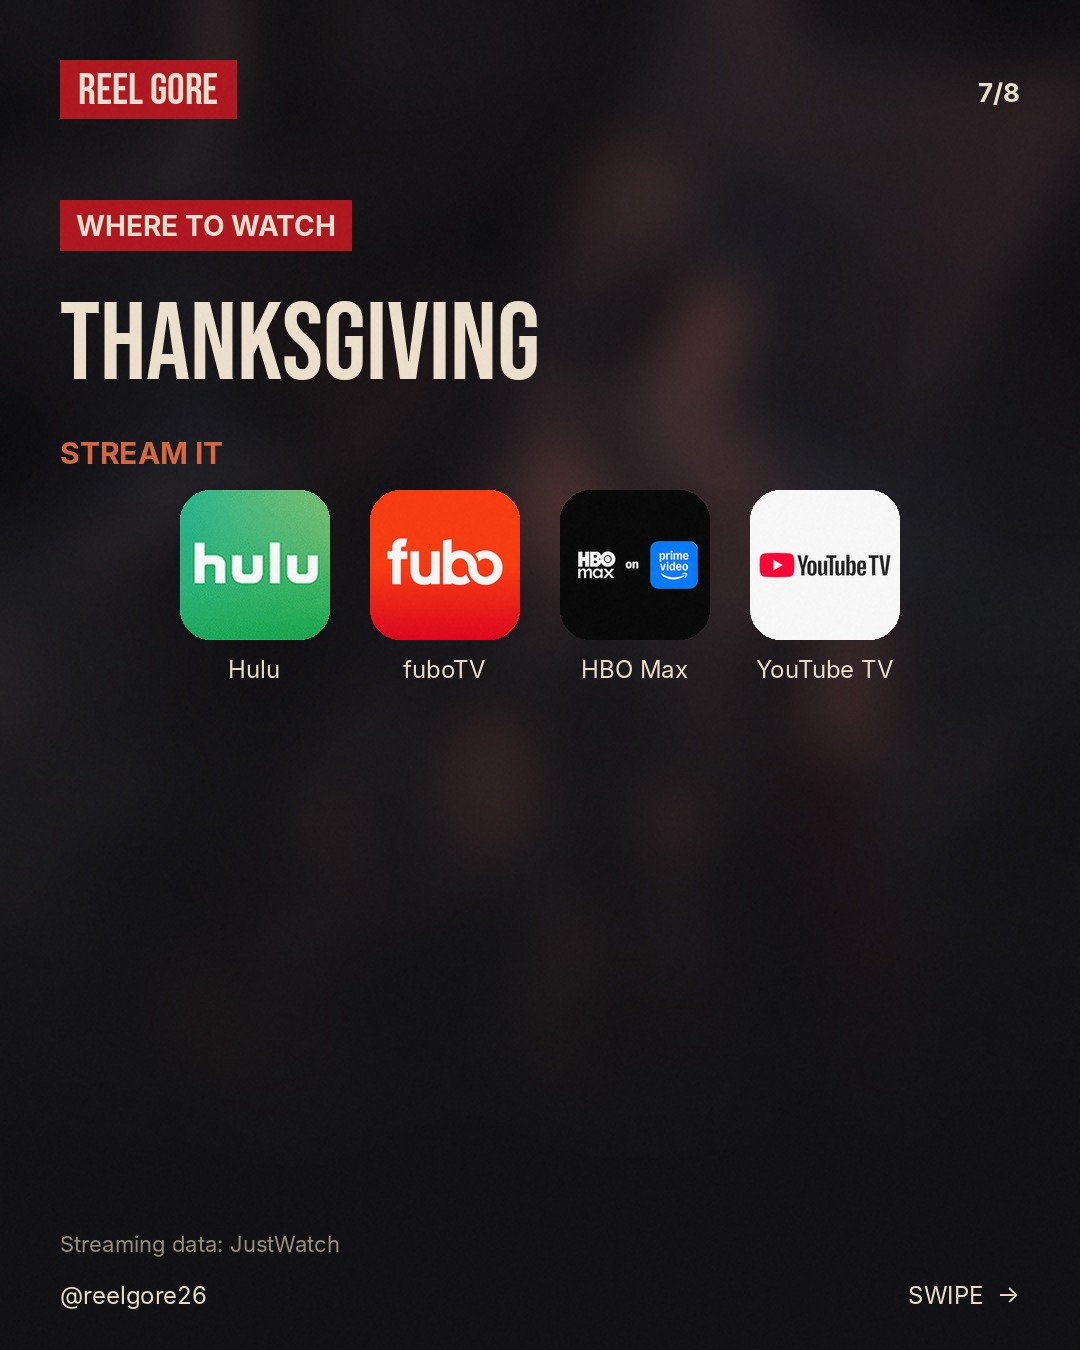 REEL GORE
7/8
WHERE TO WATCH
THANKSGIVING
STREAM IT
hulu
fubo
HBO max on prime video
YouTube TV
Hulu
fuboTV
HBO Max
YouTube TV
Streaming data: JustWatch
@reelgore26
SWIPE →